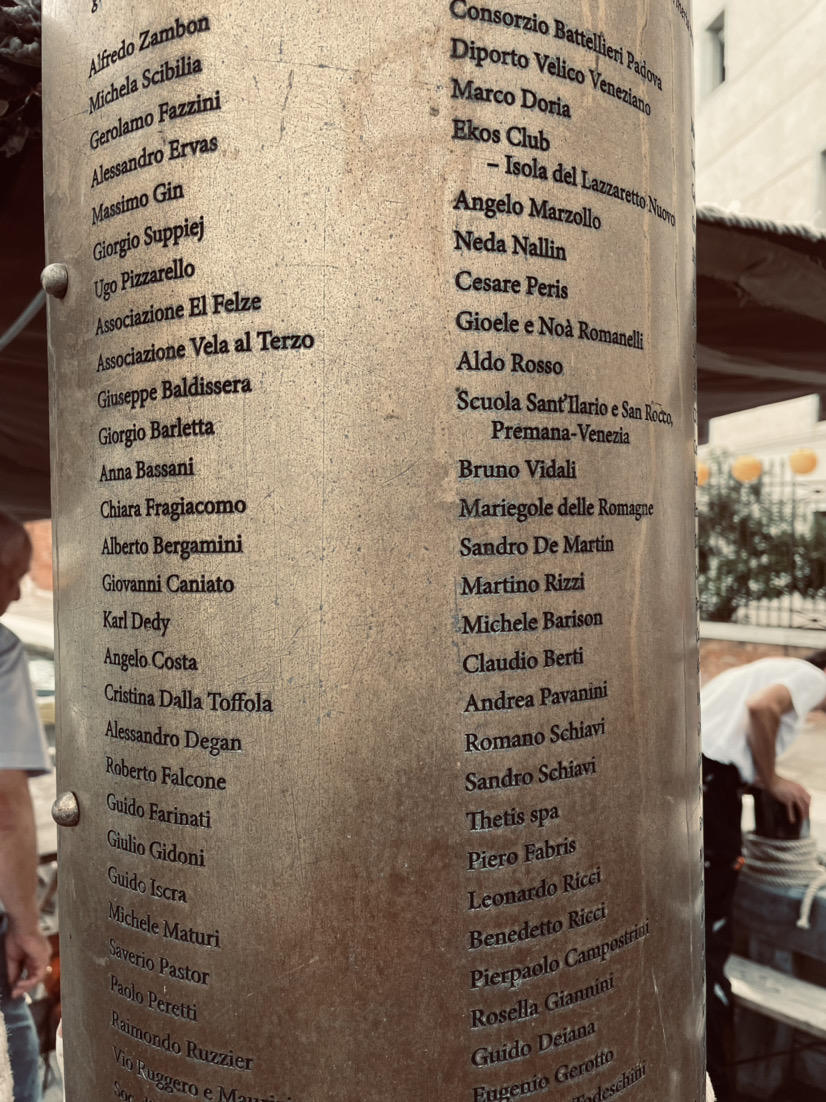 Alfredo Zambon
Michela Scibilia
Gerolamo Fazzini
Alessandro Ervas
Massimo Gin
Giorgio Suppiej
Ugo Pizzarello
Associazione El Felze
Associazione Vela al Terzo
Giuseppe Baldissera
Giorgio Barletta
Anna Bassani
Chiara Fragiacomo
Alberto Bergamini
Giovanni Caniato
Karl Dedy
Angelo Costa
Cristina Dalla Toffola
Alessandro Degan
Roberto Falcone
Guido Farinati
Giulio Gidoni
Guido Iscra
Michele Maturi
Saverio Pastor
Paolo Peretti
Raimondo Ruzzier
Vio Ruggero e
Consorzio Battellieri Padova
Diporto Velico Veneziano
Marco Doria
Ekos Club
– Isola del Lazzaretto Nuovo
Angelo Marzollo
Neda Nallin
Cesare Peris
Gioele e Noà Romanelli
Aldo Rosso
Scuola Sant'Ilario e San Rocco,
Premana-Venezia
Bruno Vidali
Mariegole delle Romagne
Sandro De Martin
Martino Rizzi
Michele Barison
Claudio Berti
Andrea Pavanini
Romano Schiavi
Sandro Schiavi
Thetis spa
Piero Fabris
Leonardo Ricci
Benedetto Ricci
Pierpaolo Campostrini
Rosella Giannini
Guido Deiana
Eugenio Gerotto
Todeschini